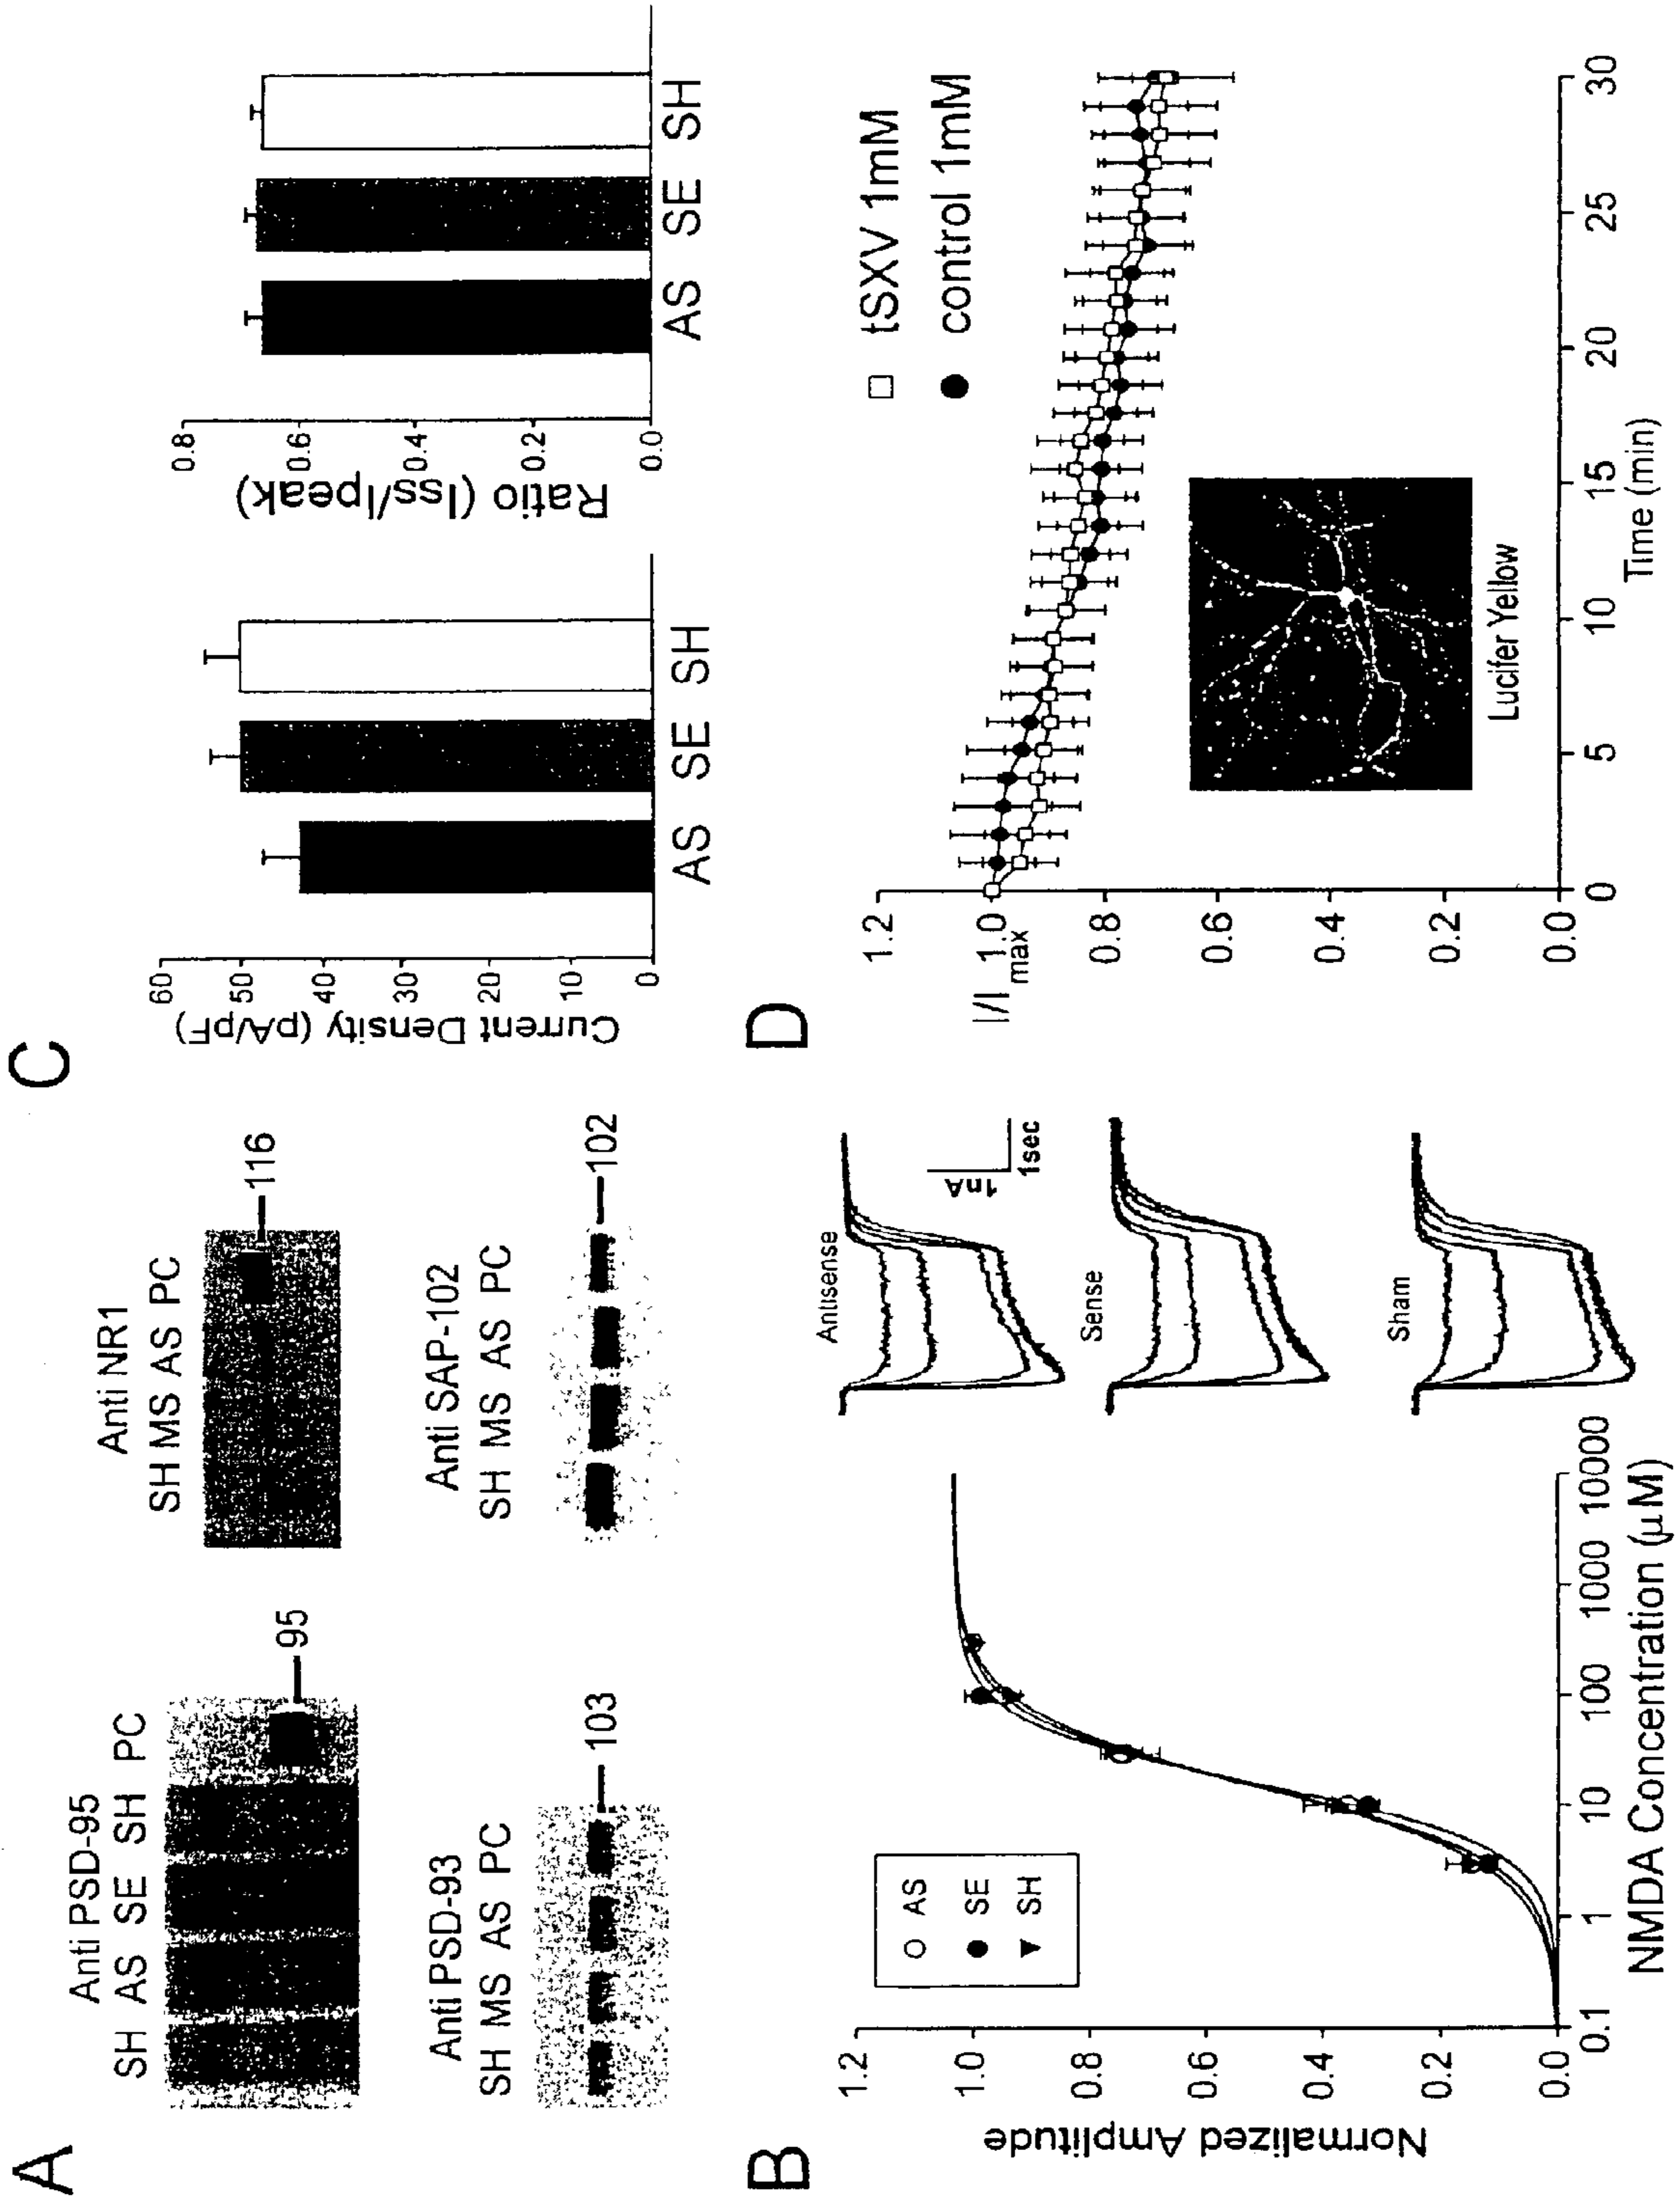 A
Anti PSD-95
SH AS SE SH PC
95
Anti NR1
SH MS AS PC
116
Anti PSD-93
SH MS AS PC
103
Anti SAP-102
SH MS AS PC
102
B
Normalized Amplitude
1.2
1.0
0.8
0.6
0.4
0.2
0.0
0.1 1 10 100 1000 10000
NMDA Concentration (μM)
AS
SE
SH
Antisense
1nA
1sec
Sense
Sham
C
Current Density (pA/pF)
60
50
40
30
20
10
0
AS SE SH
Ratio (Iss/Ipeak)
0.8
0.6
0.4
0.2
0.0
AS SE SH
D
I/I max
1.2
1.0
0.8
0.6
0.4
0.2
0.0
0 5 10 15 20 25 30
Time (min)
tSXV 1mM
control 1mM
Lucifer Yellow